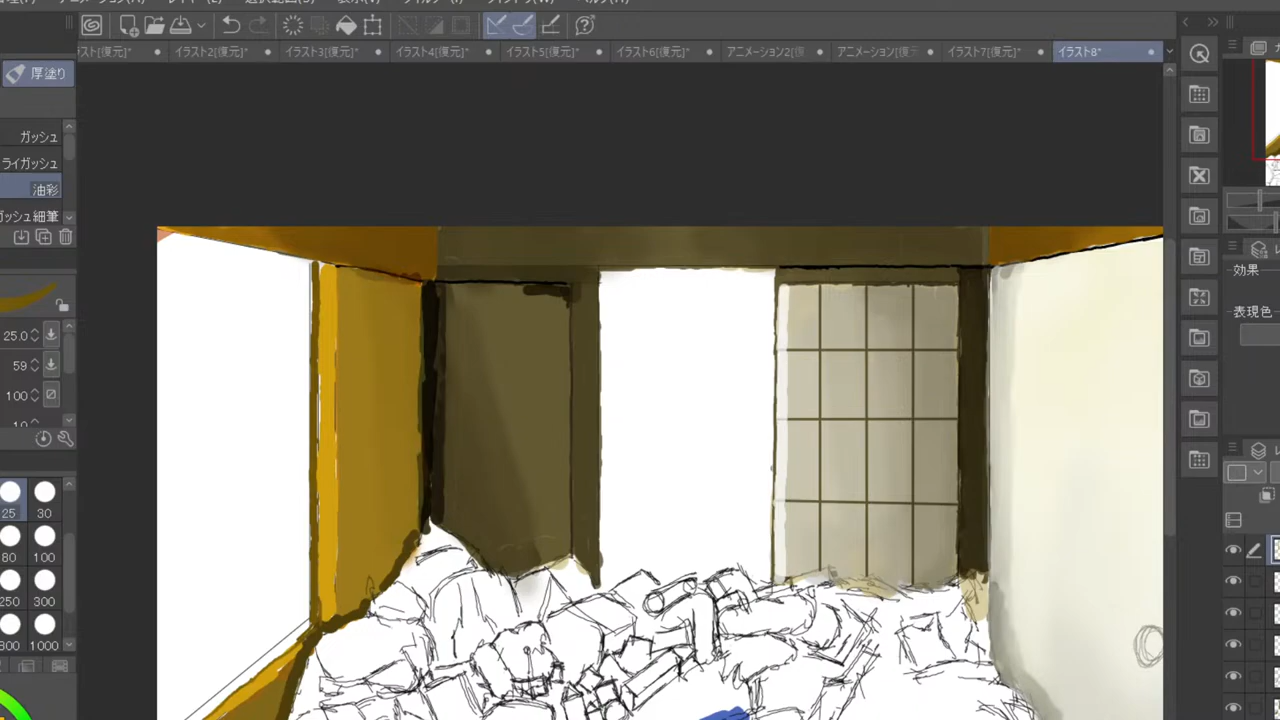 イラスト2[復元]*
イラスト3[復元]*
イラスト4[復元]*
イラスト5[復元]*
イラスト6[復元]*
アニメーション2[復
アニメーション[復元
イラスト7[復元]*
イラスト8*
厚塗り
ガッシュ
ライガッシュ
油彩
ガッシュ細筆
25.0
59
100
25
30
80
100
250
300
800
1000
効果
表現色